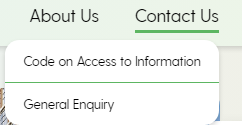 About Us Contact Us
Code on Access to Information
General Enquiry